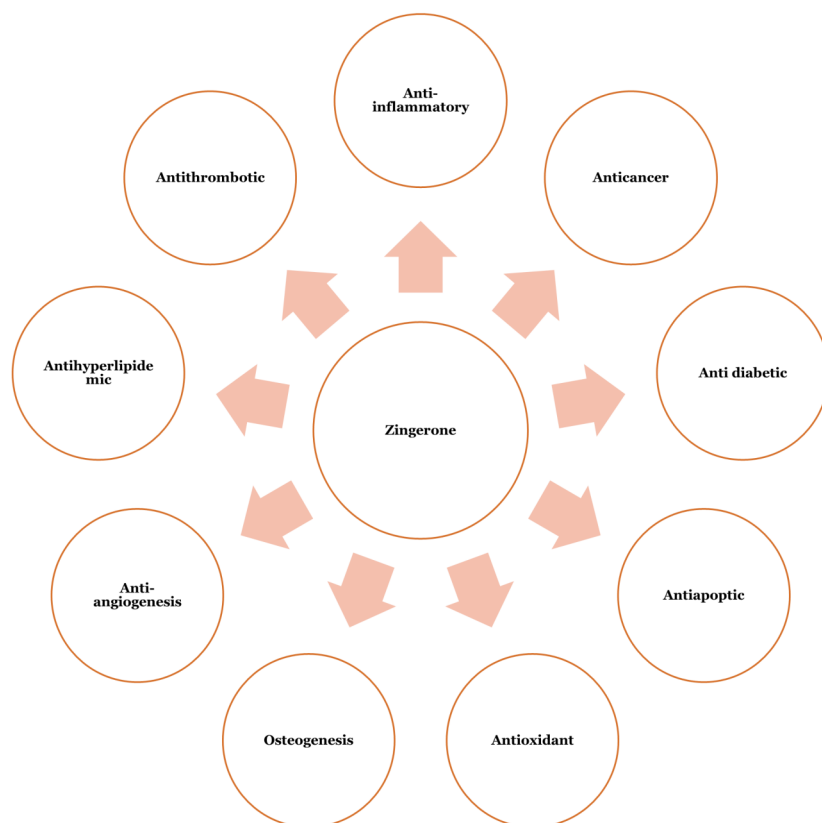 Anti-
inflammatory
Antithrombotic
Anticancer
Antihyperlipide
mic
Anti diabetic
Zingerone
Anti-
angiogenesis
Antiapoptic
Osteogenesis
Antioxidant